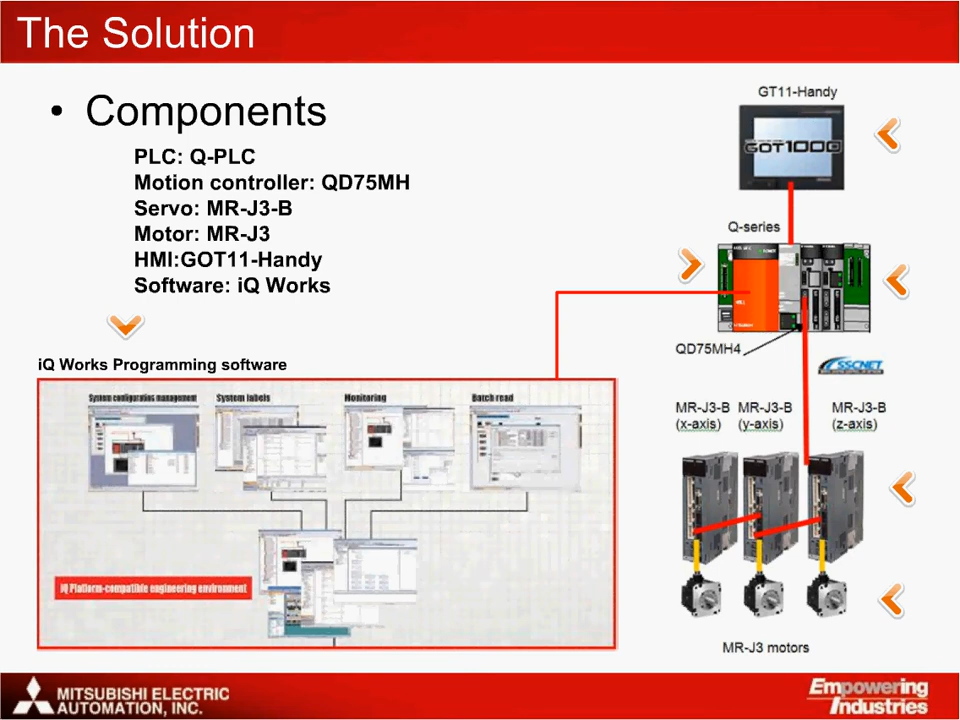 The Solution
• Components
PLC: Q-PLC
Motion controller: QD75MH
Servo: MR-J3-B
Motor: MR-J3
HMI:GOT11-Handy
Software: iQ Works
iQ Works Programming software
System configuration management
System labels
Monitoring
Batch read
iQ Platform-compatible engineering environment
GT11-Handy
GOT1000
Q-series
QD75MH4
SSCNET
MR-J3-B
(x-axis)
MR-J3-B
(y-axis)
MR-J3-B
(z-axis)
MR-J3 motors
MITSUBISHI ELECTRIC
AUTOMATION, INC.
Empowering
Industries